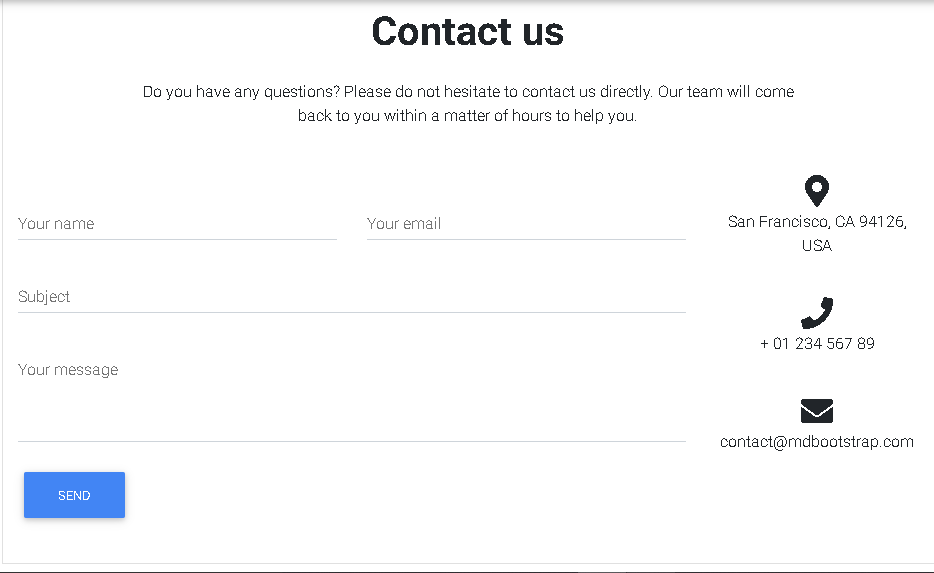 Contact us
Do you have any questions? Please do not hesitate to contact us directly. Our team will come
back to you within a matter of hours to help you.
Your name
Your email
Subject
Your message
SEND
San Francisco, CA 94126,
USA
+ 01 234 567 89
contact@mdbootstrap.com